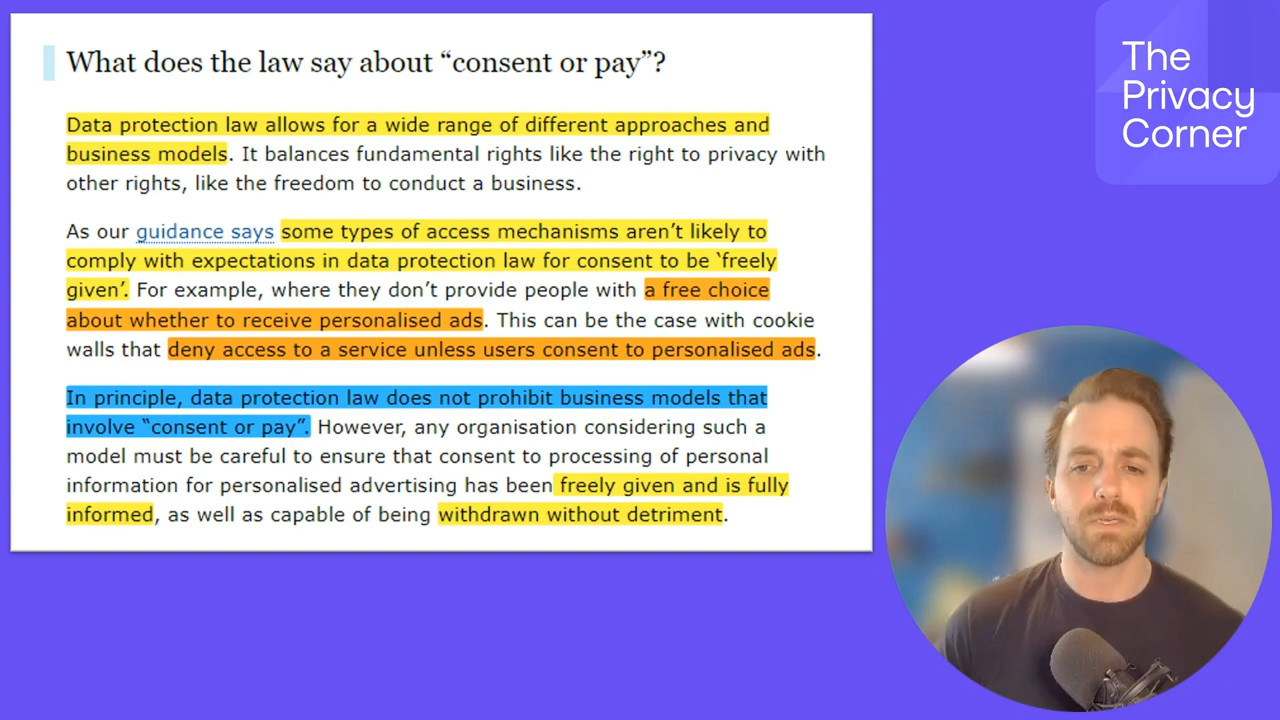 What does the law say about “consent or pay”?
Data protection law allows for a wide range of different approaches and
business models. It balances fundamental rights like the right to privacy with
other rights, like the freedom to conduct a business.
As our guidance says some types of access mechanisms aren’t likely to
comply with expectations in data protection law for consent to be ‘freely
given’. For example, where they don’t provide people with a free choice
about whether to receive personalised ads. This can be the case with cookie
walls that deny access to a service unless users consent to personalised ads.
In principle, data protection law does not prohibit business models that
involve “consent or pay”. However, any organisation considering such a
model must be careful to ensure that consent to processing of personal
information for personalised advertising has been freely given and is fully
informed, as well as capable of being withdrawn without detriment.
The
Privacy
Corner